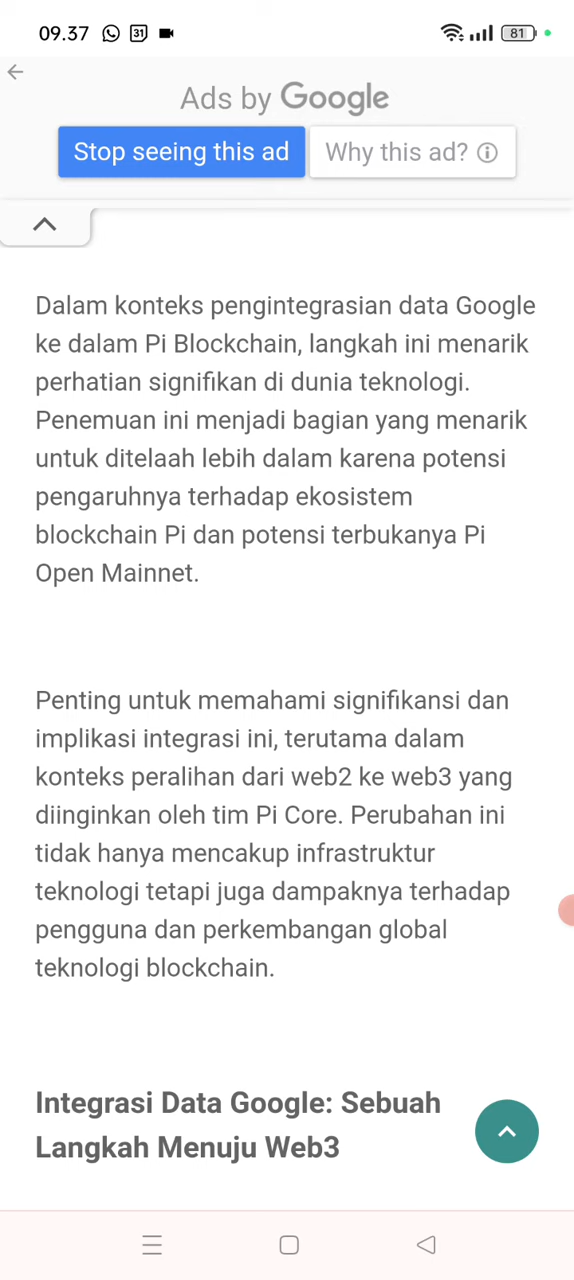 09.37
31
81
Ads by Google
Stop seeing this ad
Why this ad?
Dalam konteks pengintegrasian data Google
ke dalam Pi Blockchain, langkah ini menarik
perhatian signifikan di dunia teknologi.
Penemuan ini menjadi bagian yang menarik
untuk ditelaah lebih dalam karena potensi
pengaruhnya terhadap ekosistem
blockchain Pi dan potensi terbukanya Pi
Open Mainnet.
Penting untuk memahami signifikansi dan
implikasi integrasi ini, terutama dalam
konteks peralihan dari web2 ke web3 yang
diinginkan oleh tim Pi Core. Perubahan ini
tidak hanya mencakup infrastruktur
teknologi tetapi juga dampaknya terhadap
pengguna dan perkembangan global
teknologi blockchain.
Integrasi Data Google: Sebuah
Langkah Menuju Web3